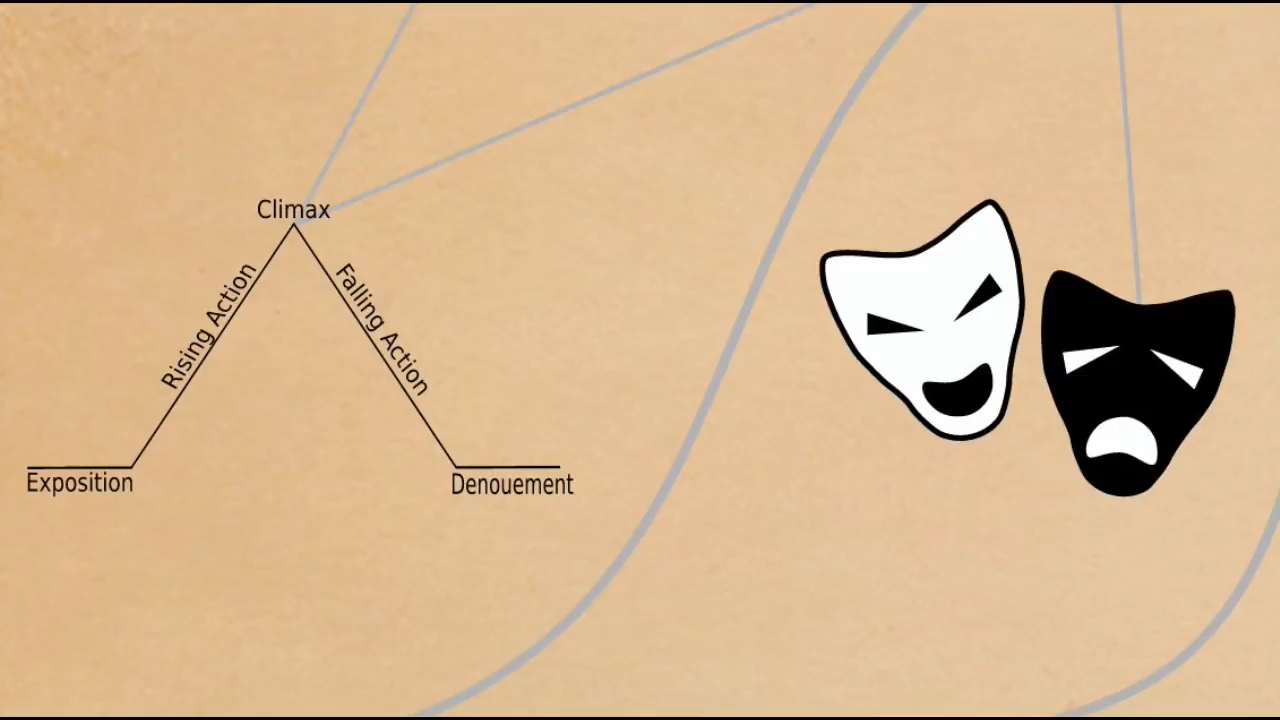 Climax
Rising Action
Falling Action
Exposition
Denouement